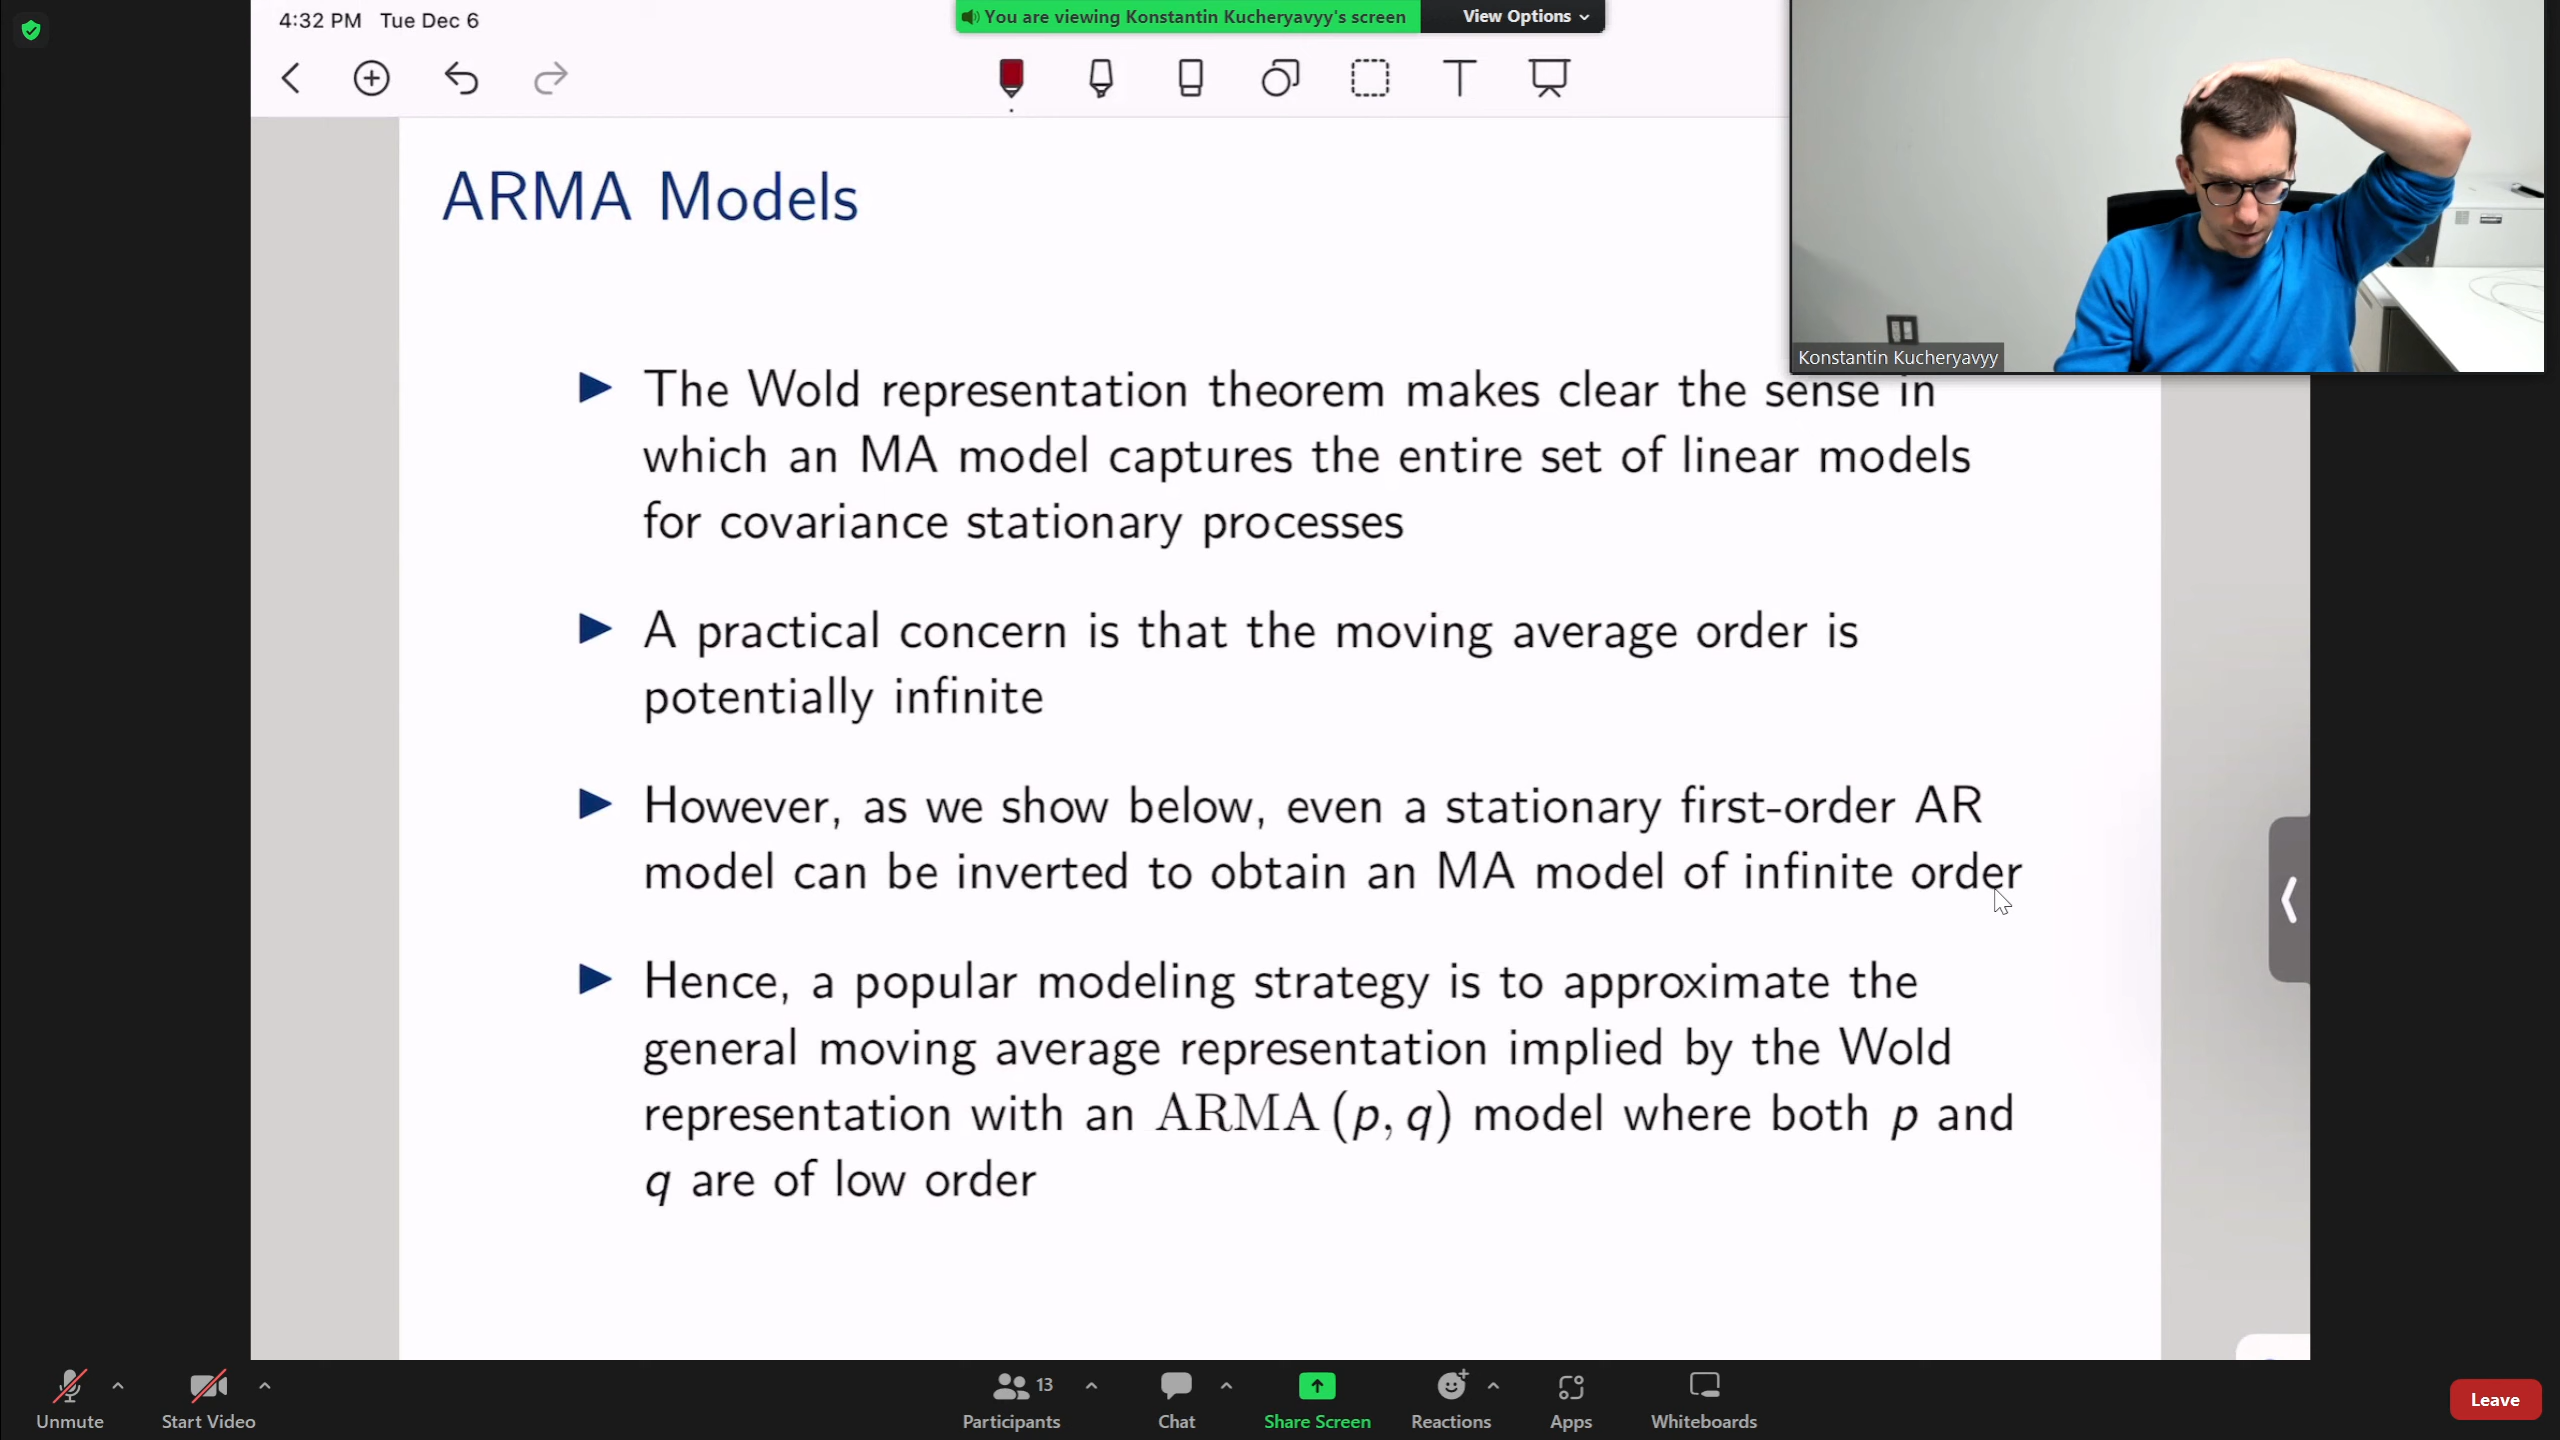 4:32 PM Tue Dec 6
You are viewing Konstantin Kucheryavyy's screen
View Options
T
ARMA Models
Konstantin Kucheryavyy
▶ The Wold representation theorem makes clear the sense in
which an MA model captures the entire set of linear models
for covariance stationary processes
▶ A practical concern is that the moving average order is
potentially infinite
▶ However, as we show below, even a stationary first-order AR
model can be inverted to obtain an MA model of infinite order
▶ Hence, a popular modeling strategy is to approximate the
general moving average representation implied by the Wold
representation with an ARMA (p, q) model where both p and
q are of low order
13
Unmute
Start Video
Participants
Chat
Share Screen
Reactions
Apps
Whiteboards
Leave